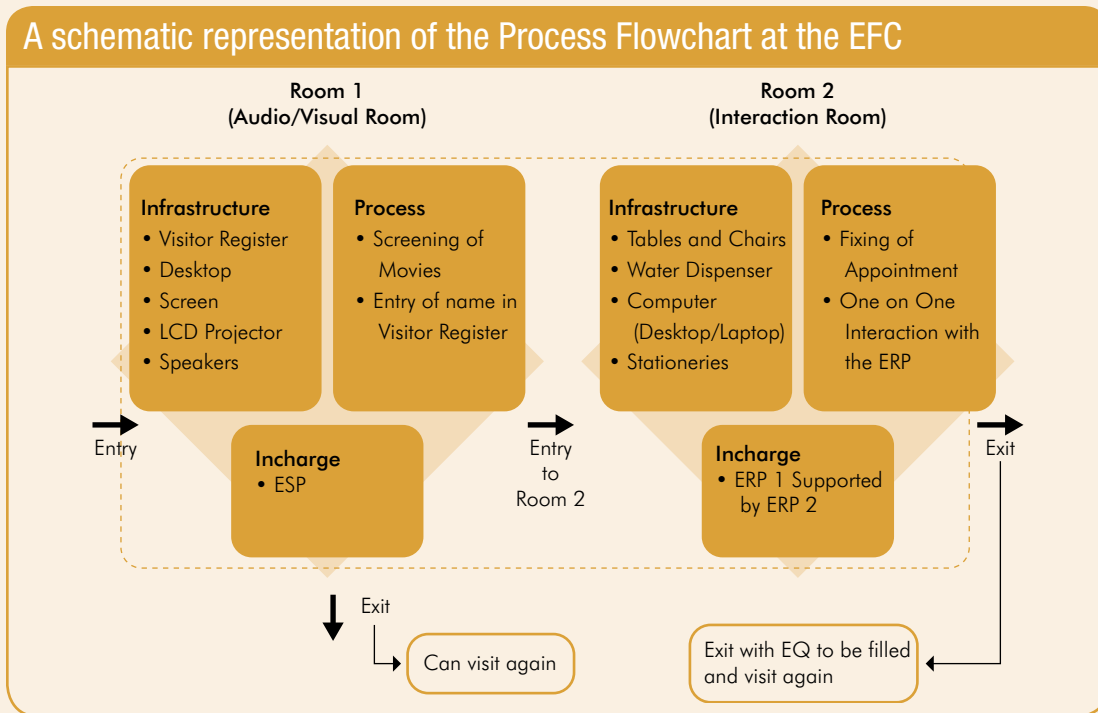 A schematic representation of the Process Flowchart at the EFC
Room 1
(Audio/Visual Room)
Room 2
(Interaction Room)
Infrastructure
• Visitor Register
• Desktop
• Screen
• LCD Projector
• Speakers
Process
• Screening of
Movies
• Entry of name in
Visitor Register
Infrastructure
• Tables and Chairs
• Water Dispenser
• Computer
(Desktop/Laptop)
• Stationeries
Process
• Fixing of
Appointment
• One on One
Interaction with
the ERP
Entry
Incharge
• ESP
Entry
to
Room 2
Incharge
• ERP 1 Supported
by ERP 2
Exit
Exit
Can visit again
Exit with EQ to be filled
and visit again